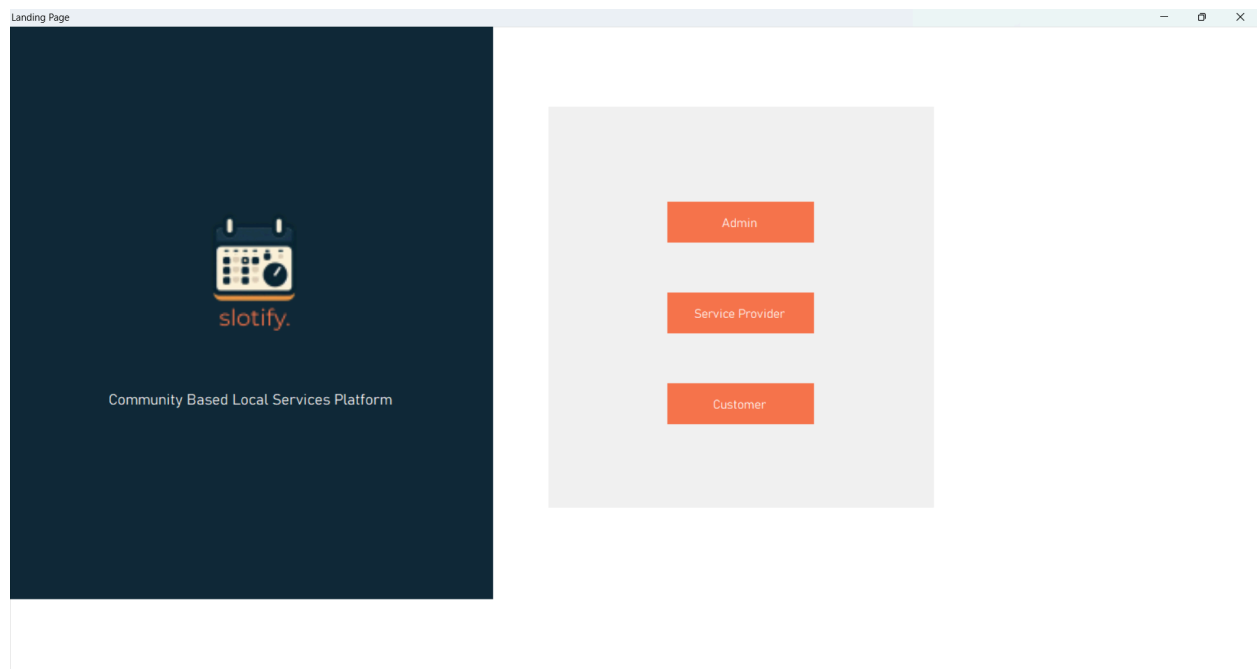 Landing Page
slotify.
Community Based Local Services Platform
Admin
Service Provider
Customer